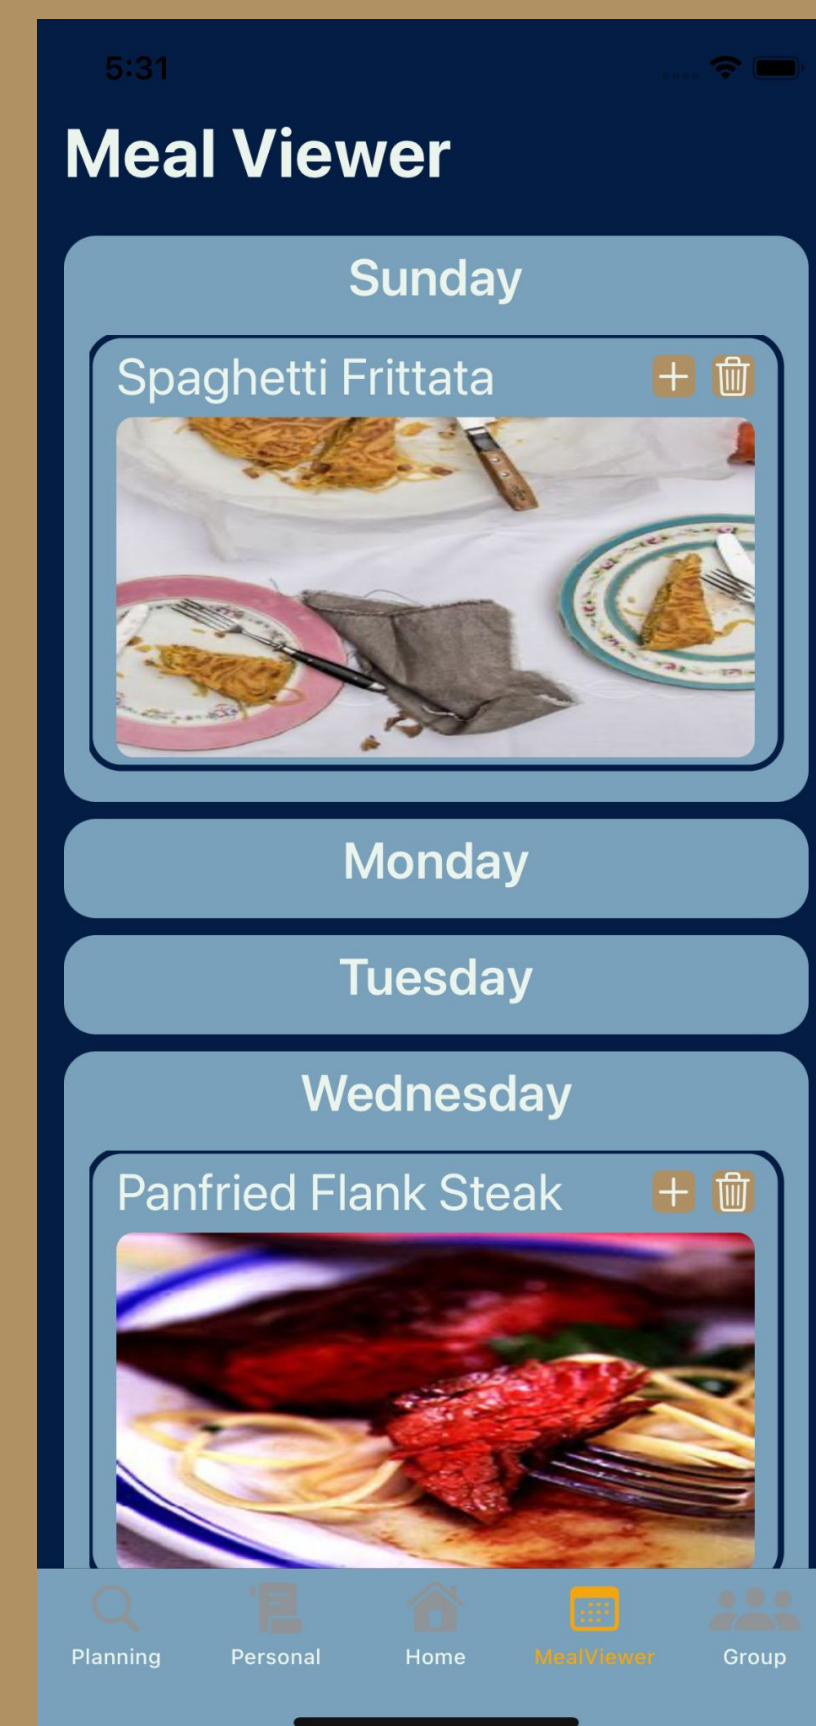 5:31
Meal Viewer
Sunday
Spaghetti Frittata
Monday
Tuesday
Wednesday
Panfried Flank Steak
Planning Personal Home MealViewer Group